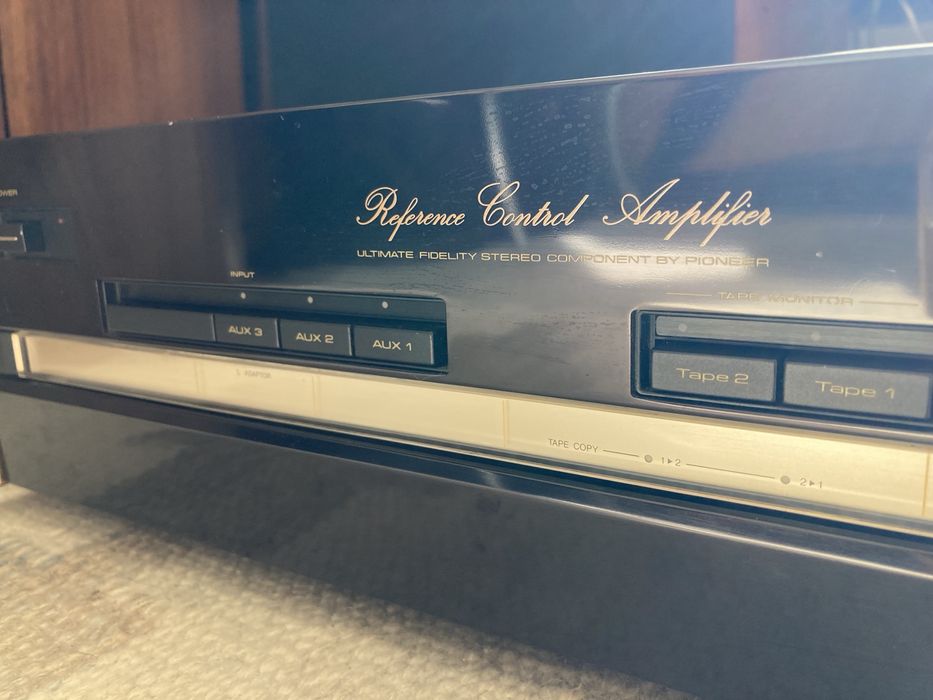 Reference Control Amplifier
ULTIMATE FIDELITY STEREO COMPONENT BY PIONEER
INPUT
AUX 3
AUX 2
AUX 1
TAPE MONITOR
Tape 2
Tape 1
TAPE COPY
1▸2
2▸1